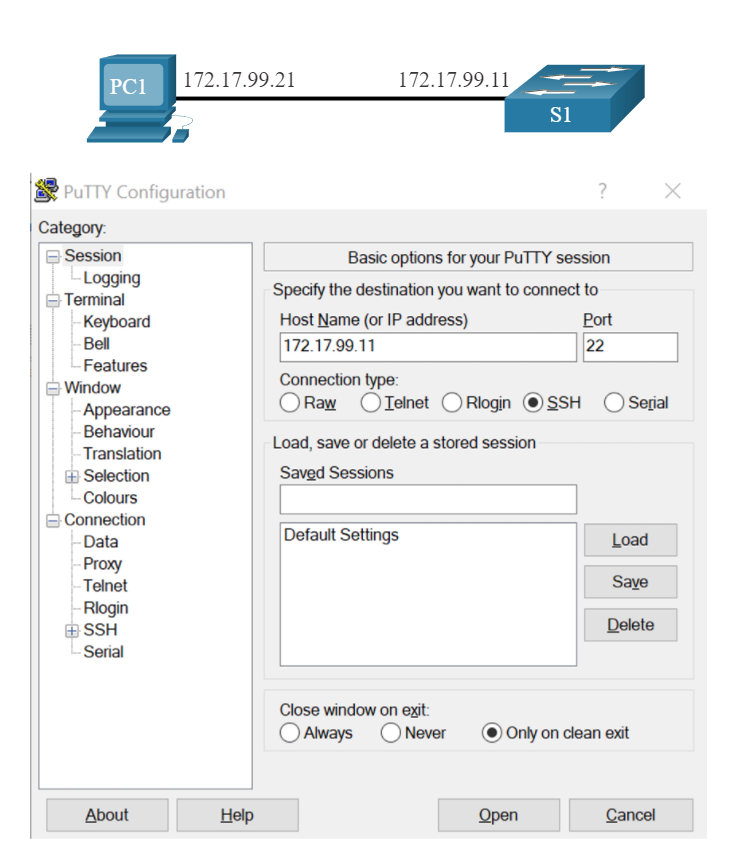 PC1 172.17.99.21 172.17.99.11 S1
PuTTY Configuration ? ×
Category:
Session
Logging
Terminal
Keyboard
Bell
Features
Window
Appearance
Behaviour
Translation
Selection
Colours
Connection
Data
Proxy
Telnet
Rlogin
SSH
Serial
Basic options for your PuTTY session
Specify the destination you want to connect to
Host Name (or IP address) Port
172.17.99.11 22
Connection type:
Raw Telnet Rlogin SSH Serial
Load, save or delete a stored session
Saved Sessions
Default Settings
Load
Save
Delete
Close window on exit:
Always Never Only on clean exit
About Help Open Cancel